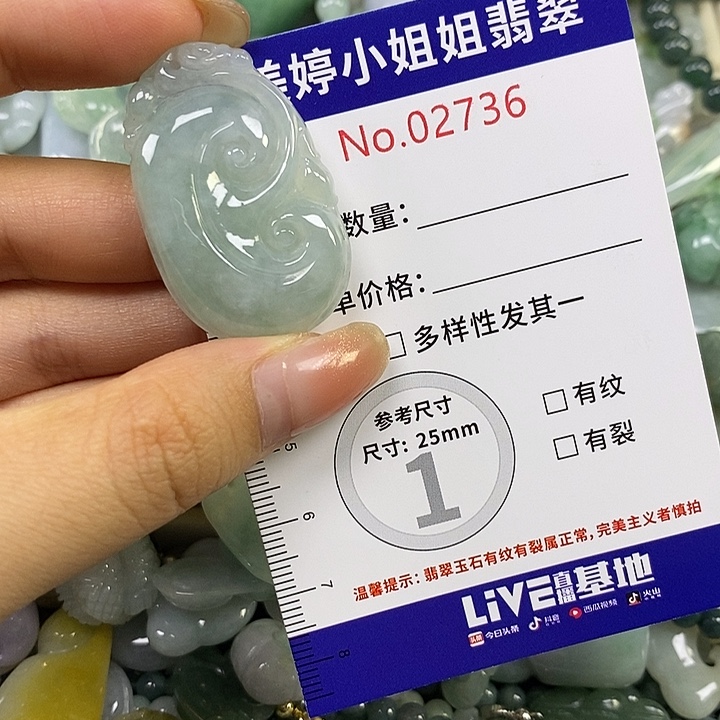 婷小姐姐翡翠
No.02736
数量：
单价格：
多样性发其一
参考尺寸
尺寸：25mm
1
有纹
有裂
5
6
7
8
温馨提示：翡翠玉石有纹有裂属正常，完美主义者慎拍
LiVE直播基地
头条 今日头条 抖音 西瓜视频 火山